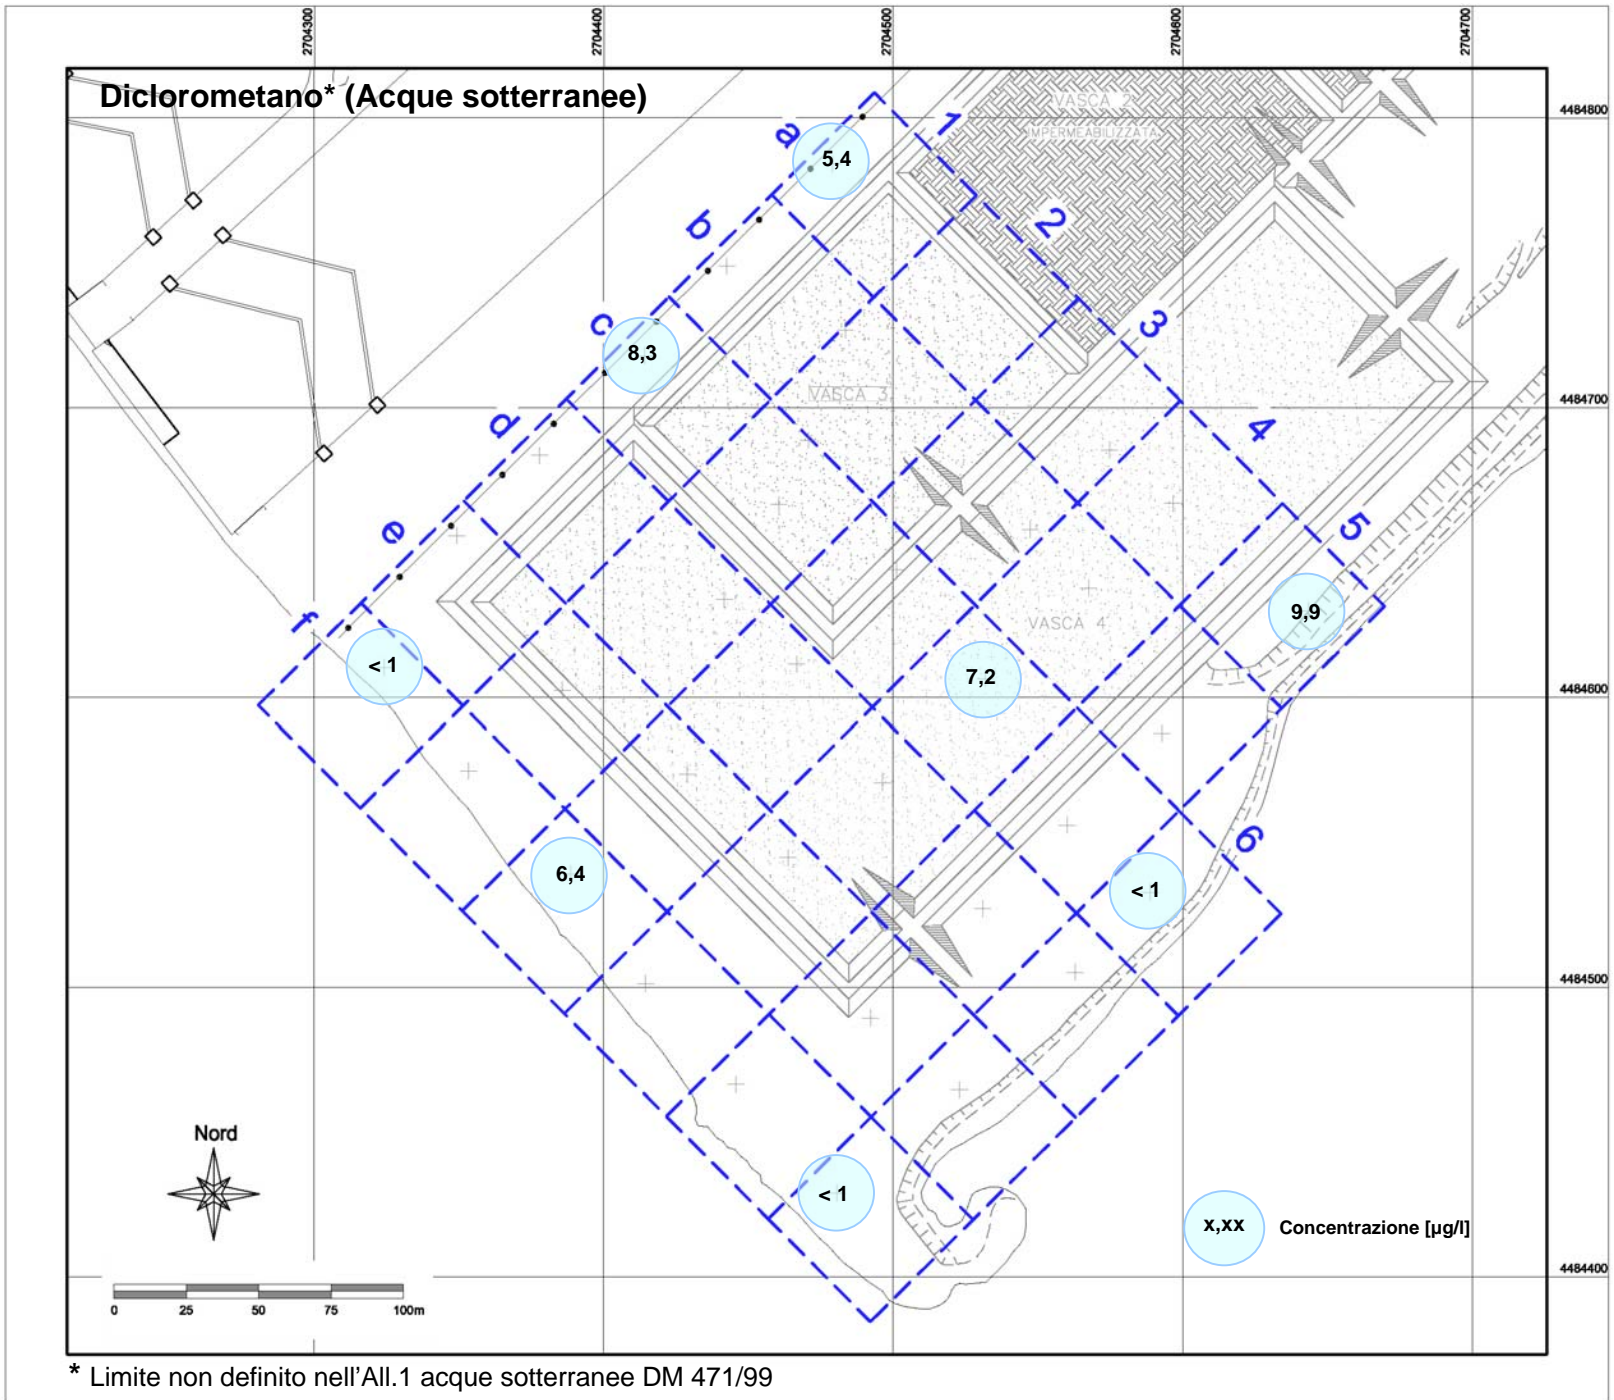 2704300
2704400
2704500
2704600
2704700
Diclorometano* (Acque sotterranee)
VASCA 2
IMPERMEABILIZZATA
4484800
a
1
5,4
b
2
c
3
8,3
VASCA 3
4484700
d
4
e
5
f
9,9
VASCA 4
< 1
7,2
4484600
6
6,4
< 1
4484500
Nord
< 1
x,xx
Concentrazione [µg/l]
4484400
0 25 50 75 100m
* Limite non definito nell'All.1 acque sotterranee DM 471/99